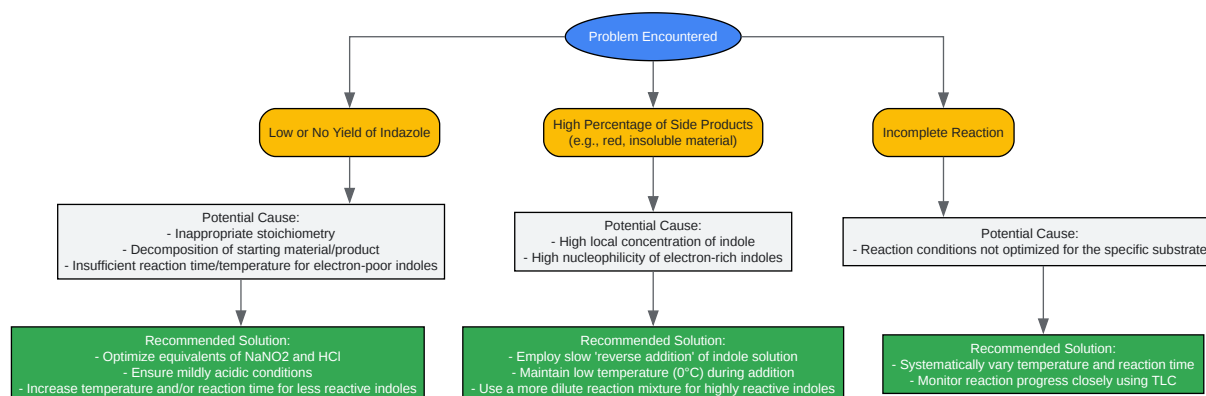 Problem Encountered
Low or No Yield of Indazole
High Percentage of Side Products
(e.g., red, insoluble material)
Incomplete Reaction
Potential Cause:
- Inappropriate stoichiometry
- Decomposition of starting material/product
- Insufficient reaction time/temperature for electron-poor indoles
Potential Cause:
- High local concentration of indole
- High nucleophilicity of electron-rich indoles
Potential Cause:
- Reaction conditions not optimized for the specific substrate
Recommended Solution:
- Optimize equivalents of NaNO2 and HCl
- Ensure mildly acidic conditions
- Increase temperature and/or reaction time for less reactive indoles
Recommended Solution:
- Employ slow 'reverse addition' of indole solution
- Maintain low temperature (0°C) during addition
- Use a more dilute reaction mixture for highly reactive indoles
Recommended Solution:
- Systematically vary temperature and reaction time
- Monitor reaction progress closely using TLC